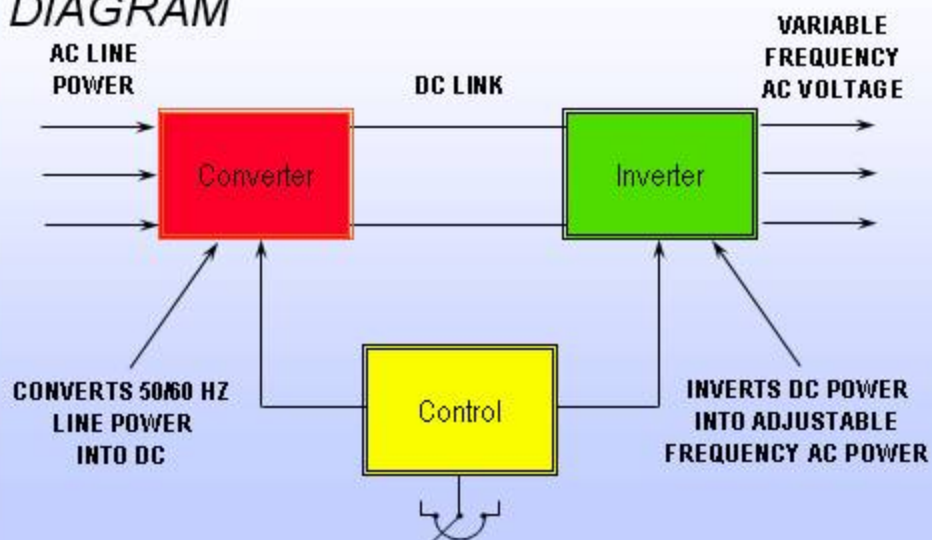 DIAGRAM
AC LINE
POWER
DC LINK
VARIABLE
FREQUENCY
AC VOLTAGE
Converter
Inverter
CONVERTS 50/60 HZ
LINE POWER
INTO DC
Control
INVERTS DC POWER
INTO ADJUSTABLE
FREQUENCY AC POWER